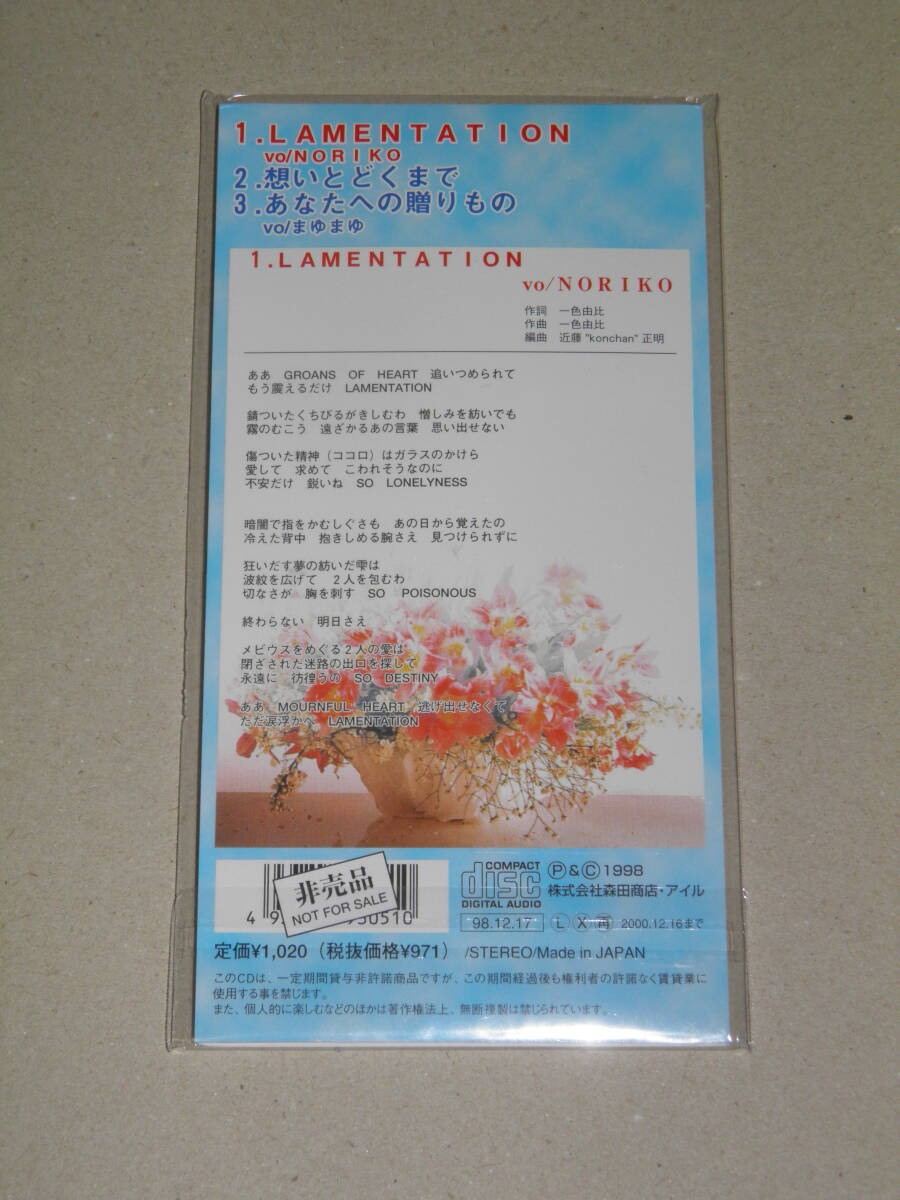 1.LAMENTATION
vo/NORIKO
2.想いとどくまで
3.あなたへの贈りもの
vo/まゆまゆ
1.LAMENTATION
vo/NORIKO
作詞　一色由比
作曲　一色由比
編曲　近藤"konchan"正明
ああ　GROANS　OF　HEART　追いつめられて
もう震えるだけ　LAMENTATION
錆ついたくちびるがきしむわ　憎しみを紡いでも
霧のむこう　遠ざかるあの言葉　思い出せない
傷ついた精神（ココロ）はガラスのかけら
愛して　求めて　こわれそうなのに
不安だけ　鋭いね　SO　LONELYNESS
暗闇で指をかむしぐさも　あの日から覚えたの
冷えた背中　抱きしめる腕さえ　見つけられずに
狂いだす夢の紡いだ雫は
波紋を広げて　２人を包むわ
切なさが　胸を刺す　SO　POISONOUS
終わらない　明日さえ
メビウスをめぐる２人の愛は
閉ざされた迷路の出口を探して
永遠に　彷徨うの　SO　DESTINY
ああ　MOURNFUL　HEART　逃げ出せなくて
ただ涙浮かべ　LAMENTATION
非売品
NOT FOR SALE
COMPACT
disc
DIGITAL AUDIO
Ⓟ&Ⓒ1998
株式会社森田商店・アイル
98.12.17 Ⓛ Ⓧ ㊢ 2000.12.16まで
定価¥1,020（税抜価格¥971）/STEREO/Made in JAPAN
このCDは、一定期間貸与非許諾商品ですが、この期間経過後も権利者の許諾なく賃貸業に
使用する事を禁じます。
また、個人的に楽しむなどのほかは著作権法上、無断複製は禁じられています。